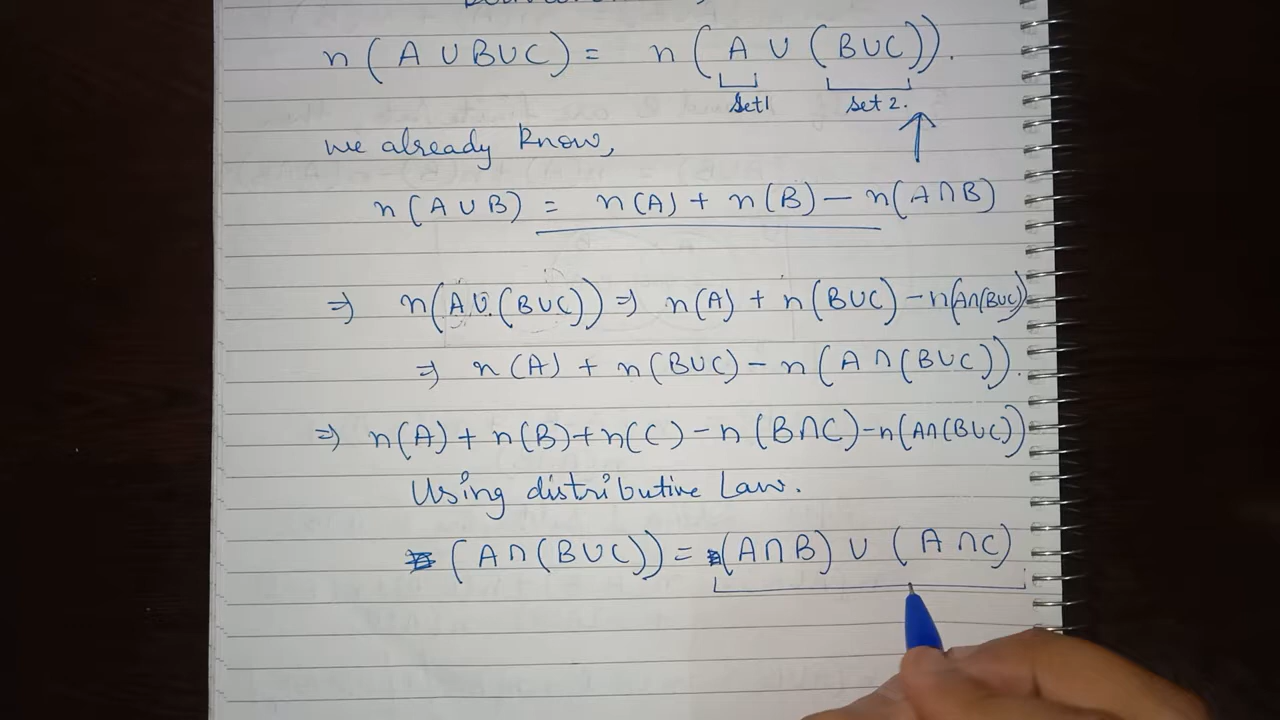 n(A∪B∪C) = n(A∪(B∪C)).
Set1 Set 2.
we already know,
n(A∪B) = n(A) + n(B) − n(A∩B)
⇒ n(A∪(B∪C)) ⇒ n(A) + n(B∪C) − n(A∩(B∪C))
⇒ n(A) + n(B∪C) − n(A∩(B∪C)).
⇒ n(A) + n(B) + n(C) − n(B∩C) − n(A∩(B∪C))
Using distributive Law.
(A∩(B∪C)) = (A∩B) ∪ (A∩C)